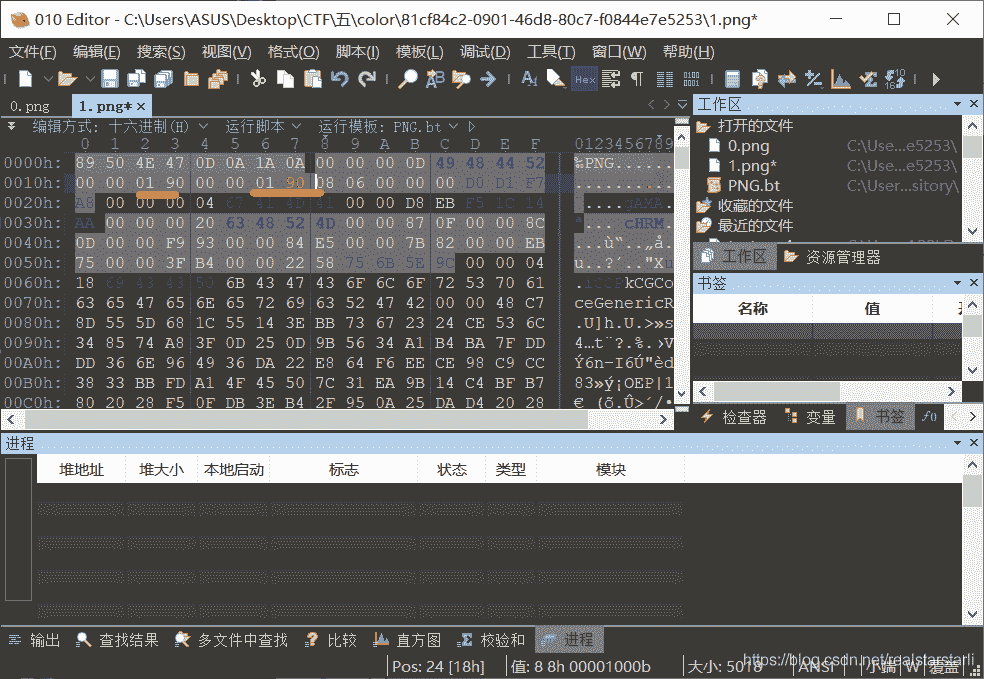 010 Editor - C:\Users\ASUS\Desktop\CTF\五\color\81cf84c2-0901-46d8-80c7-f0844e7e5253\1.png*
文件(F) 编辑(E) 搜索(S) 视图(V) 格式(O) 脚本(I) 模板(L) 调试(D) 工具(T) 窗口(W) 帮助(H)
Hex
0.png 1.png*
编辑方式: 十六进制(H) 运行脚本 运行模板: PNG.bt
0 1 2 3 4 5 6 7 8 9 A B C D E F 0123456789
0000h: 89 50 4E 47 0D 0A 1A 0A 00 00 00 0D 49 48 44 52 ‰PNG........
0010h: 00 00 01 90 00 00 01 90 08 06 00 00 00 D0 D1 F7
0020h: A8 00 00 00 04 67 41 4D 41 00 00 D8 EB F5 1C 14 ....gAMA.
0030h: AA 00 00 00 20 63 48 52 4D 00 00 87 0F 00 00 8C ª... cHRM.
0040h: 0D 00 00 F9 93 00 00 84 E5 00 00 7B 82 00 00 EB ...ù“..„å.
0050h: 75 00 00 3F B4 00 00 22 58 75 6B 5E 9C 00 00 04 u..?´.."Xu
0060h: 18 69 43 43 50 6B 43 47 43 6F 6C 6F 72 53 70 61 .iCCPkCGCo
0070h: 63 65 47 65 6E 65 72 69 63 52 47 42 00 00 48 C7 ceGenericR
0080h: 8D 55 5D 68 1C 55 14 3E BB 73 67 23 24 CE 53 6C .U]h.U.>»s
0090h: 34 85 74 A8 3F 0D 25 0D 9B 56 34 A1 B4 BA 7F DD 4…t¨?.%.›V
00A0h: DD 36 6E 96 49 36 DA 22 E8 64 F6 EE CE 98 C9 CC Ý6n–I6Ú"èd
00B0h: 38 33 BB FD A1 4F 45 50 7C 31 EA 9B 14 C4 BF B7 83»ý¡OEP|1
00C0h: 80 20 28 F5 0F DB 3E B4 2F 95 0A 25 DA D4 20 28 € (õ.Û>´/•
工作区
打开的文件
0.png C:\Use...e5253\
1.png* C:\Use...e5253\
PNG.bt C:\User...sitory\
收藏的文件
最近的文件
工作区 资源管理器
书签
名称 值
检查器 变量 书签 f()
进程
堆地址 堆大小 本地启动 标志 状态 类型 模块
输出 查找结果 多文件中查找 比较 直方图 校验和 进程
Pos: 24 [18h] 值: 8 8h 00001000b 大小: 5018 ANSI 小端 W 覆盖
https://blog.csdn.net/realstarstarli